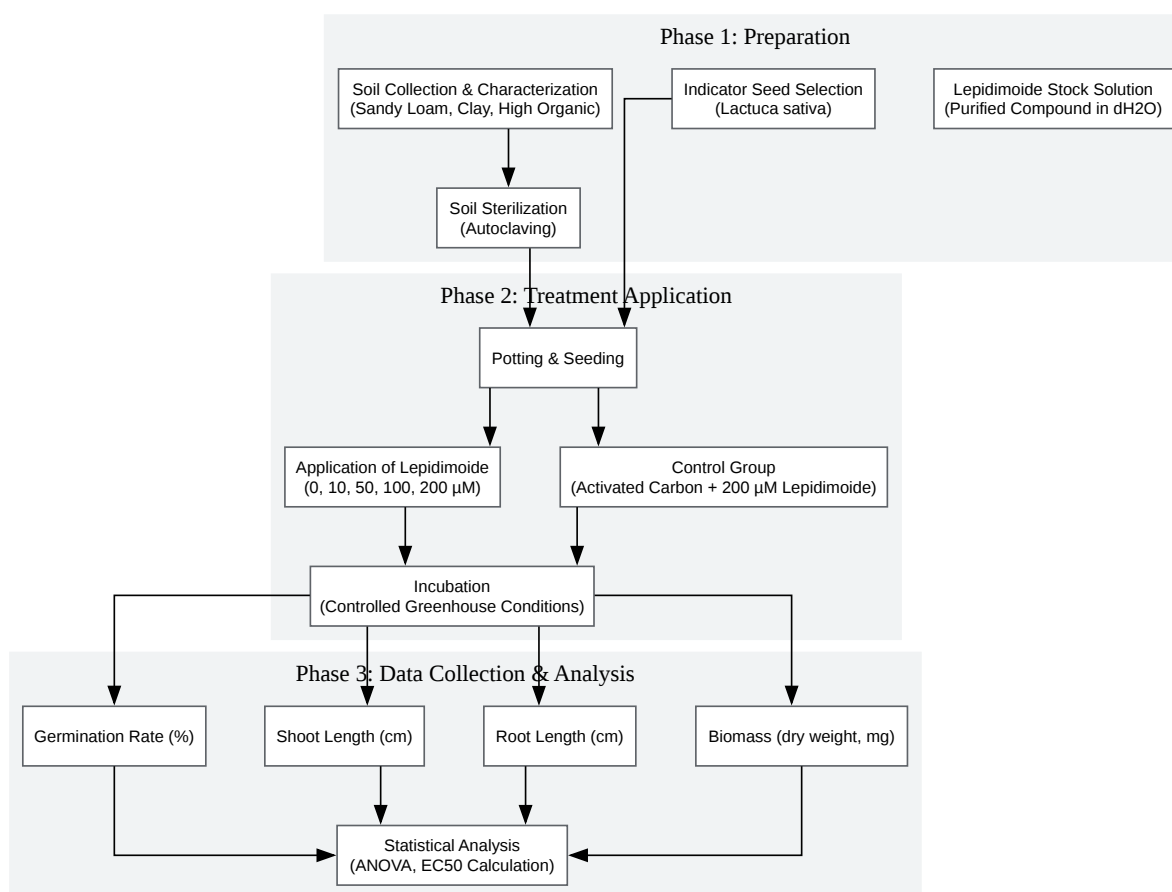 Phase 1: Preparation
Soil Collection & Characterization
(Sandy Loam, Clay, High Organic)
Indicator Seed Selection
(Lactuca sativa)
Lepidimoide Stock Solution
(Purified Compound in dH2O)
Soil Sterilization
(Autoclaving)
Phase 2: Treatment Application
Potting & Seeding
Application of Lepidimoide
(0, 10, 50, 100, 200 µM)
Control Group
(Activated Carbon + 200 µM Lepidimoide)
Incubation
(Controlled Greenhouse Conditions)
Phase 3: Data Collection & Analysis
Germination Rate (%)
Shoot Length (cm)
Root Length (cm)
Biomass (dry weight, mg)
Statistical Analysis
(ANOVA, EC50 Calculation)